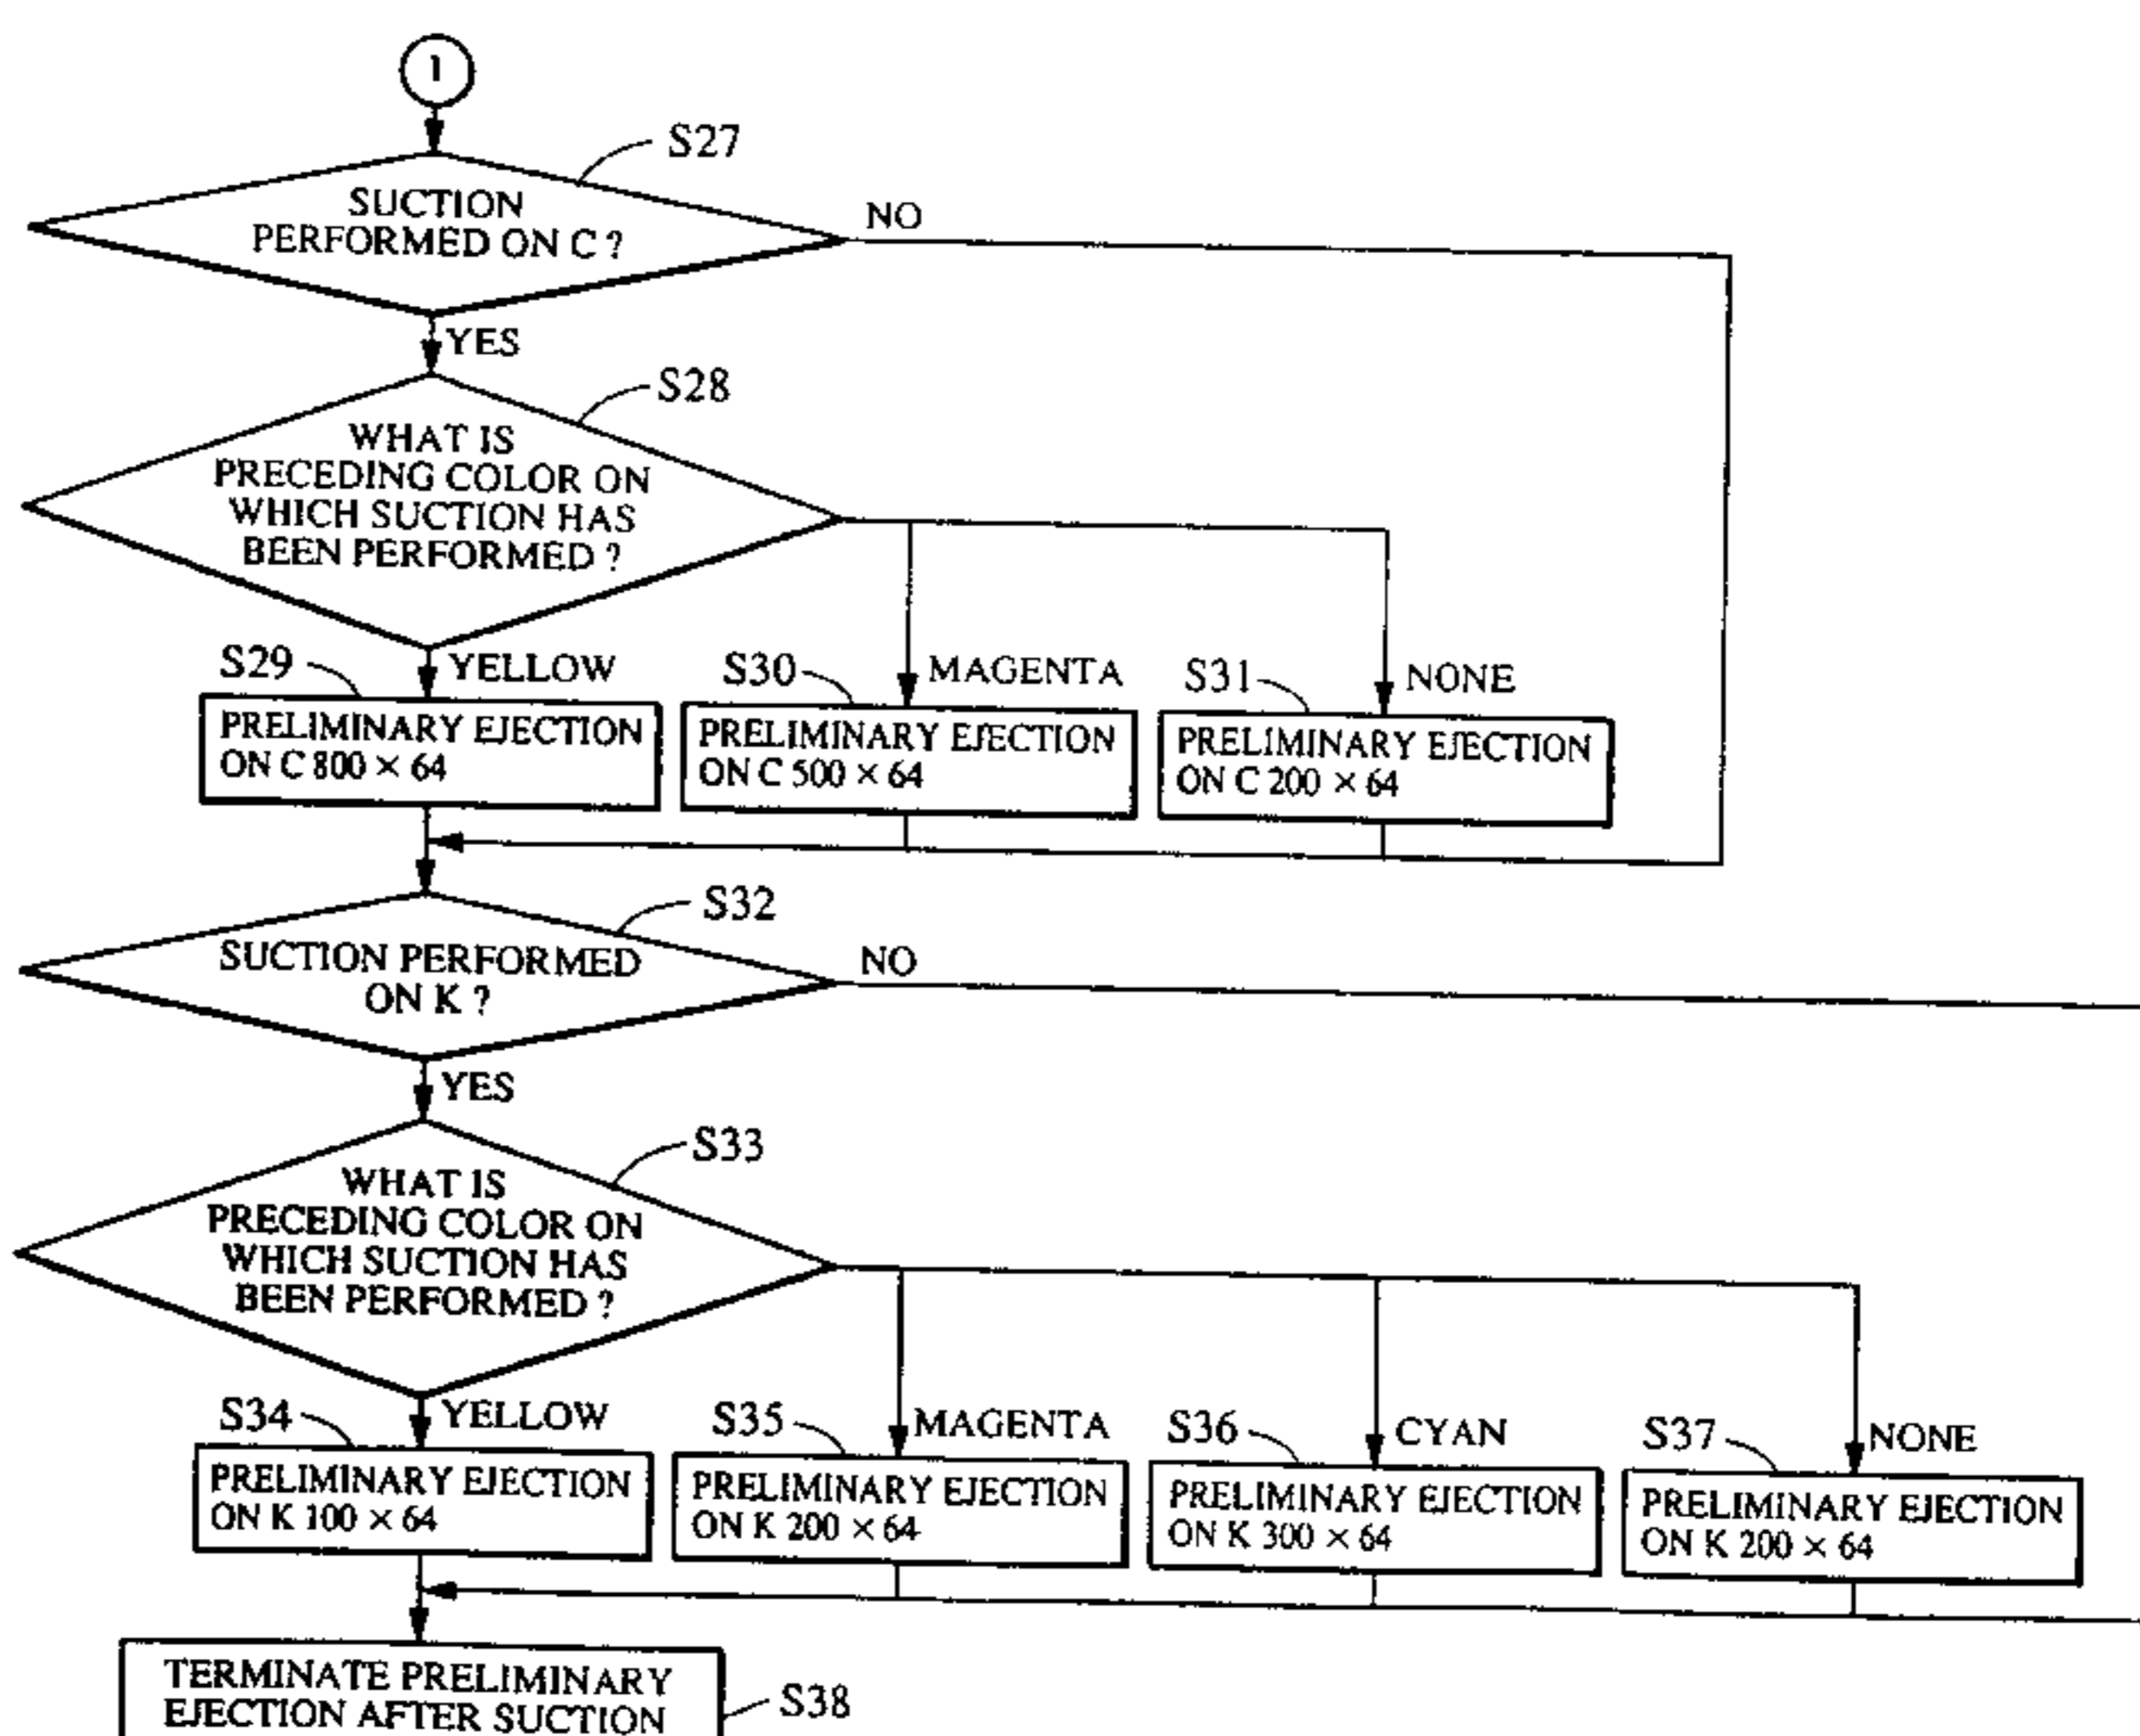 1
S27
SUCTION
PERFORMED ON C ?
NO
YES
S28
WHAT IS
PRECEDING COLOR ON
WHICH SUCTION HAS
BEEN PERFORMED ?
S29
YELLOW
S30
MAGENTA
S31
NONE
PRELIMINARY EJECTION
ON C 800 × 64
PRELIMINARY EJECTION
ON C 500 × 64
PRELIMINARY EJECTION
ON C 200 × 64
S32
SUCTION PERFORMED
ON K ?
NO
YES
S33
WHAT IS
PRECEDING COLOR ON
WHICH SUCTION HAS
BEEN PERFORMED ?
S34
YELLOW
S35
MAGENTA
S36
CYAN
S37
NONE
PRELIMINARY EJECTION
ON K 100 × 64
PRELIMINARY EJECTION
ON K 200 × 64
PRELIMINARY EJECTION
ON K 300 × 64
PRELIMINARY EJECTION
ON K 200 × 64
TERMINATE PRELIMINARY
EJECTION AFTER SUCTION
S38